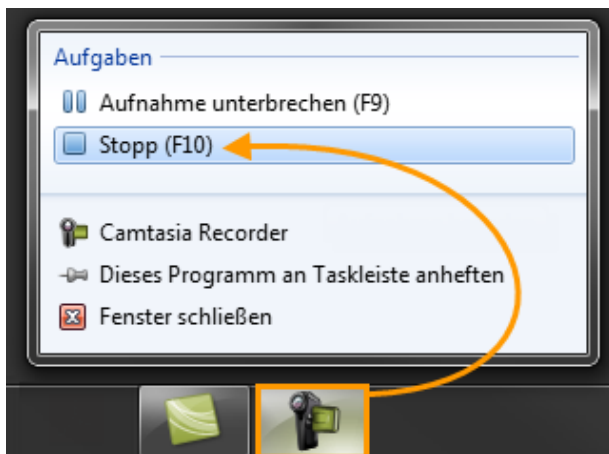 Aufgaben
Aufnahme unterbrechen (F9)
Stopp (F10)
Camtasia Recorder
Dieses Programm an Taskleiste anheften
Fenster schließen